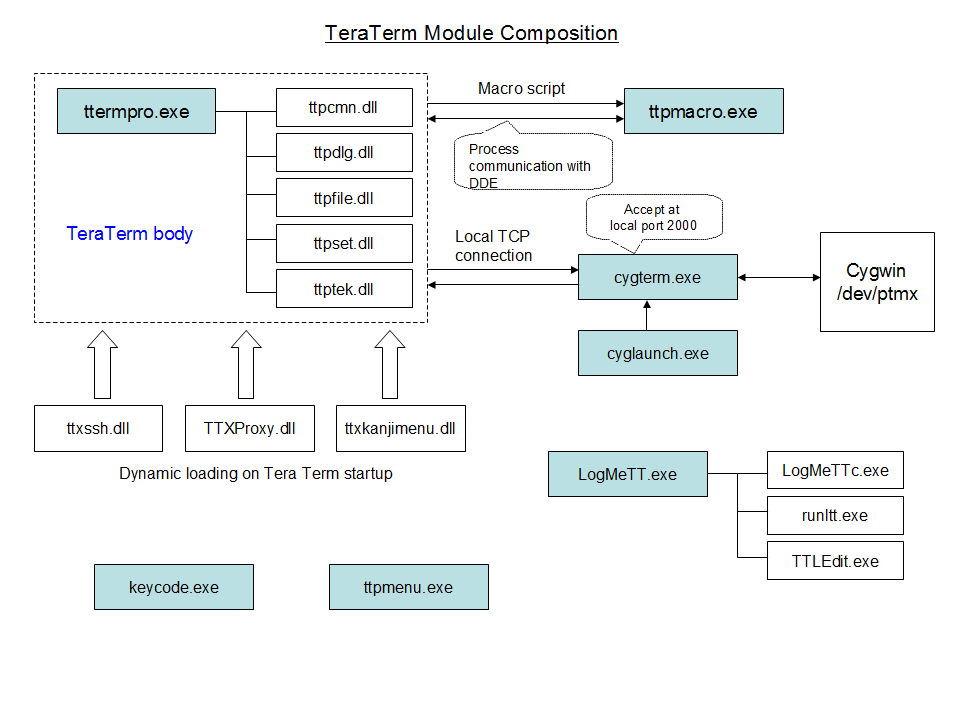 TeraTerm Module Composition
ttermpro.exe
TeraTerm body
ttpcmn.dll
ttpdlg.dll
ttpfile.dll
ttpset.dll
ttptek.dll
Macro script
ttpmacro.exe
Process
communication with
DDE
Accept at
local port 2000
Local TCP
connection
cygterm.exe
Cygwin
/dev/ptmx
cyglaunch.exe
ttxssh.dll
TTXProxy.dll
ttxkanjimenu.dll
Dynamic loading on Tera Term startup
LogMeTT.exe
LogMeTTc.exe
runltt.exe
TTLEdit.exe
keycode.exe
ttpmenu.exe